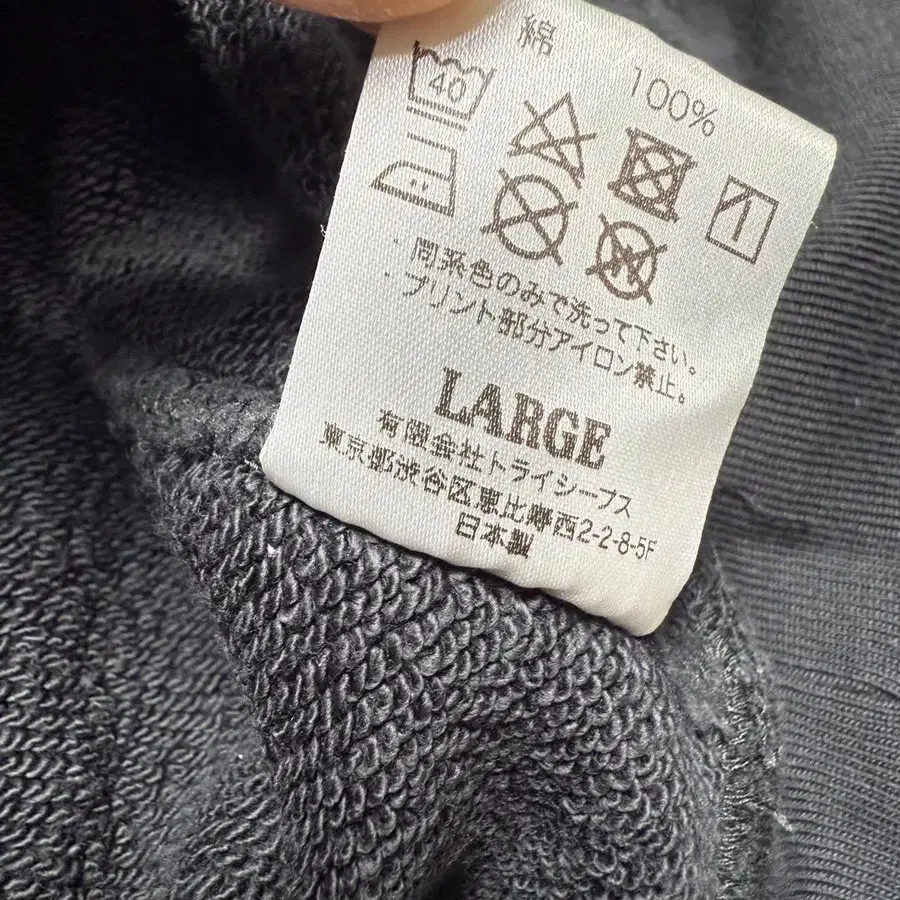 綿 100%
40
・同系色のみで洗って下さい。
・プリント部分アイロン禁止。
LARGE
有限会社トライシープス
東京都渋谷区恵比寿西2-2-8-5F
日本製